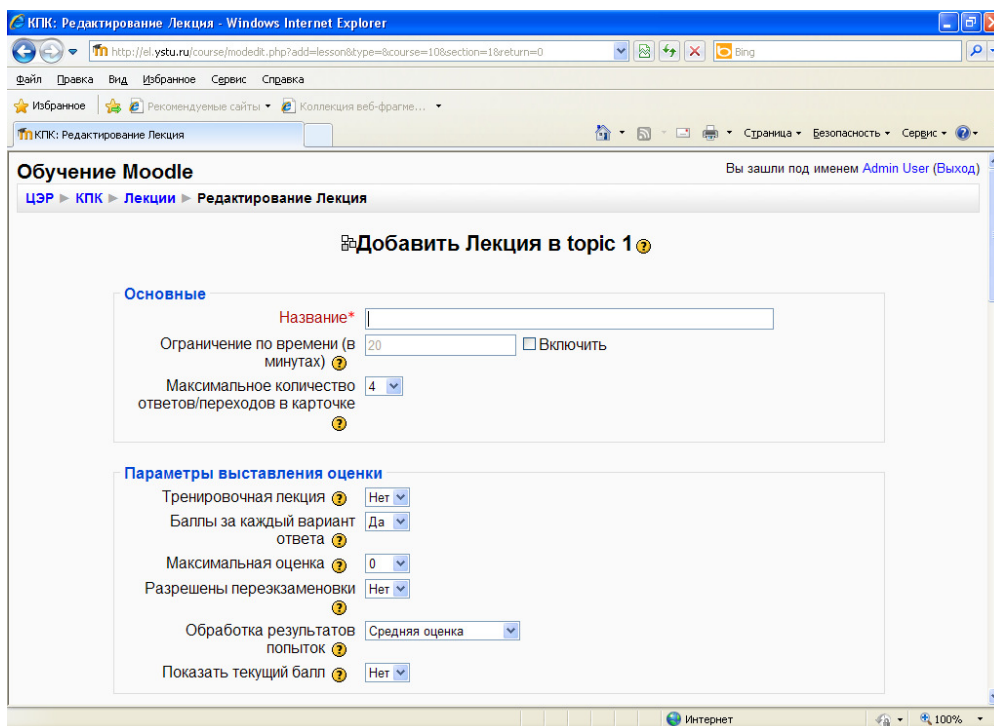 КПК: Редактирование Лекция - Windows Internet Explorer
http://el.ystu.ru/course/modedit.php?add=lesson&type=&course=10&section=1&return=0
Bing
Файл Правка Вид Избранное Сервис Справка
Избранное Рекомендуемые сайты Коллекция веб-фрагме...
КПК: Редактирование Лекция
Страница Безопасность Сервис
Обучение Moodle
Вы зашли под именем Admin User (Выход)
ЦЭР ► КПК ► Лекции ► Редактирование Лекция
Добавить Лекция в topic 1
Основные
Название*
Ограничение по времени (в 20 Включить
минутах)
Максимальное количество 4
ответов/переходов в карточке
Параметры выставления оценки
Тренировочная лекция Нет
Баллы за каждый вариант Да
ответа
Максимальная оценка 0
Разрешены переэкзаменовки Нет
Обработка результатов Средняя оценка
попыток
Показать текущий балл Нет
Интернет
100%